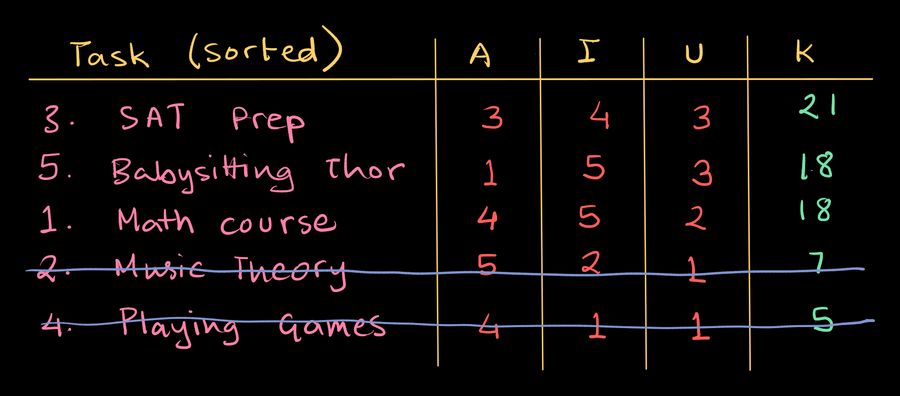 Task (sorted) A I U K
3. SAT Prep 3 4 3 21
5. Babysitting Thor 1 5 3 18
1. Math course 4 5 2 18
2. Music Theory 5 2 1 7
4. Playing Games 4 1 1 5